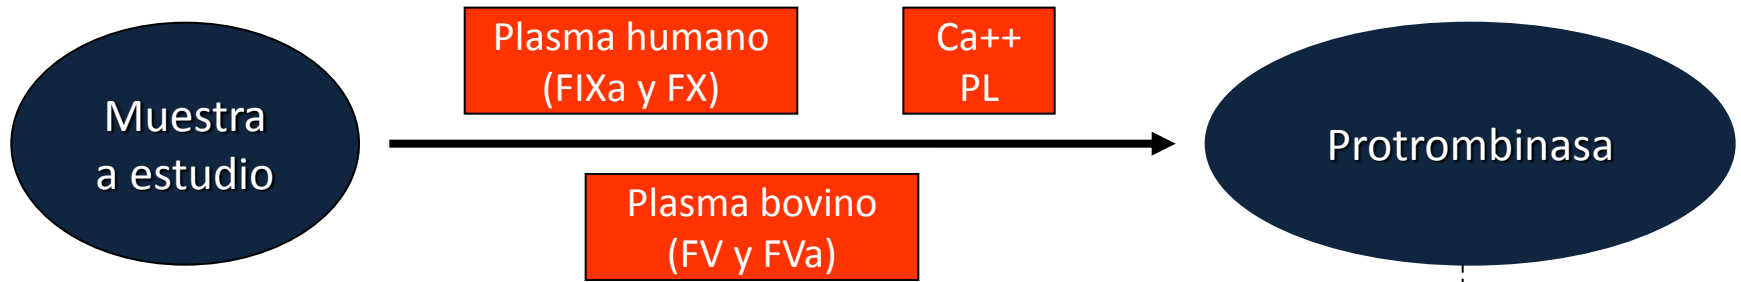 Muestra
a estudio
Plasma humano
(FIXa y FX)
Ca++
PL
Plasma bovino
(FV y FVa)
Protrombinasa